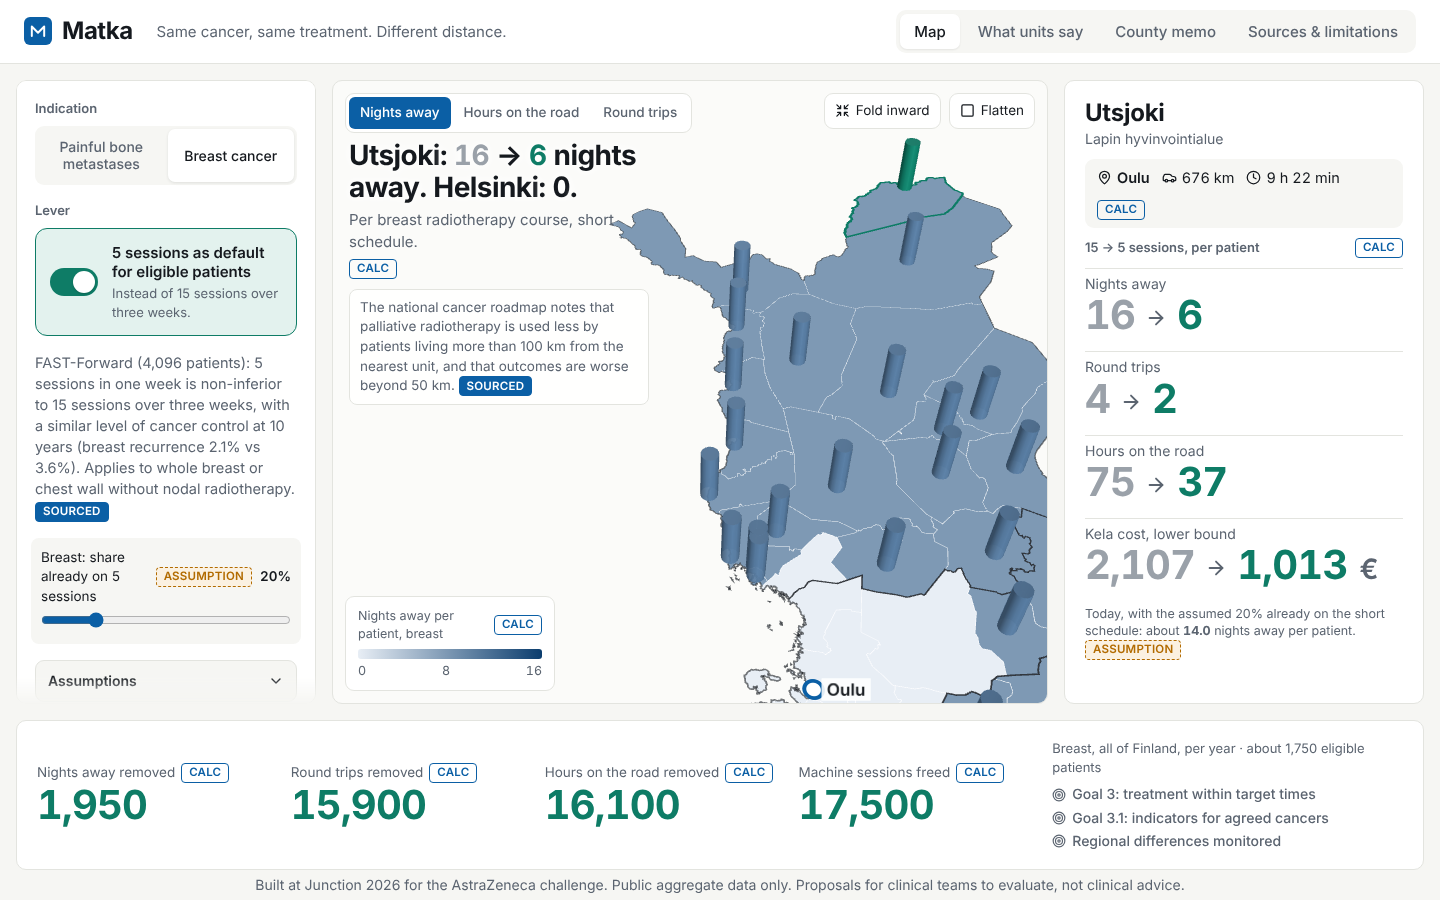 Matka
Same cancer, same treatment. Different distance.
Map
What units say
County memo
Sources & limitations
Indication
Painful bone
metastases
Breast cancer
Lever
5 sessions as default
for eligible patients
Instead of 15 sessions over
three weeks.
FAST-Forward (4,096 patients): 5
sessions in one week is non-inferior
to 15 sessions over three weeks, with
a similar level of cancer control at 10
years (breast recurrence 2.1% vs
3.6%). Applies to whole breast or
chest wall without nodal radiotherapy.
SOURCED
Breast: share
already on 5
sessions
ASSUMPTION
20%
Assumptions
Nights away
Hours on the road
Round trips
Fold inward
Flatten
Utsjoki: 16 → 6 nights
away. Helsinki: 0.
Per breast radiotherapy course, short
schedule.
CALC
The national cancer roadmap notes that
palliative radiotherapy is used less by
patients living more than 100 km from the
nearest unit, and that outcomes are worse
beyond 50 km. SOURCED
Nights away per
patient, breast
CALC
0 8 16
Oulu
Utsjoki
Lapin hyvinvointialue
Oulu 676 km 9 h 22 min
CALC
15 → 5 sessions, per patient CALC
Nights away
16 → 6
Round trips
4 → 2
Hours on the road
75 → 37
Kela cost, lower bound
2,107 → 1,013 €
Today, with the assumed 20% already on the short
schedule: about 14.0 nights away per patient.
ASSUMPTION
Nights away removed CALC
1,950
Round trips removed CALC
15,900
Hours on the road removed CALC
16,100
Machine sessions freed CALC
17,500
Breast, all of Finland, per year · about 1,750 eligible
patients
Goal 3: treatment within target times
Goal 3.1: indicators for agreed cancers
Regional differences monitored
Built at Junction 2026 for the AstraZeneca challenge. Public aggregate data only. Proposals for clinical teams to evaluate, not clinical advice.